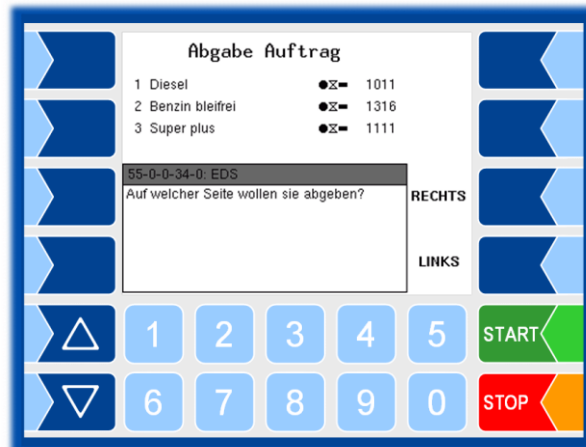 Abgabe Auftrag
1 Diesel 1011
2 Benzin bleifrei 1316
3 Super plus 1111
55-0-0-34-0: EDS
Auf welcher Seite wollen sie abgeben?
RECHTS
LINKS
1 2 3 4 5 START
6 7 8 9 0 STOP